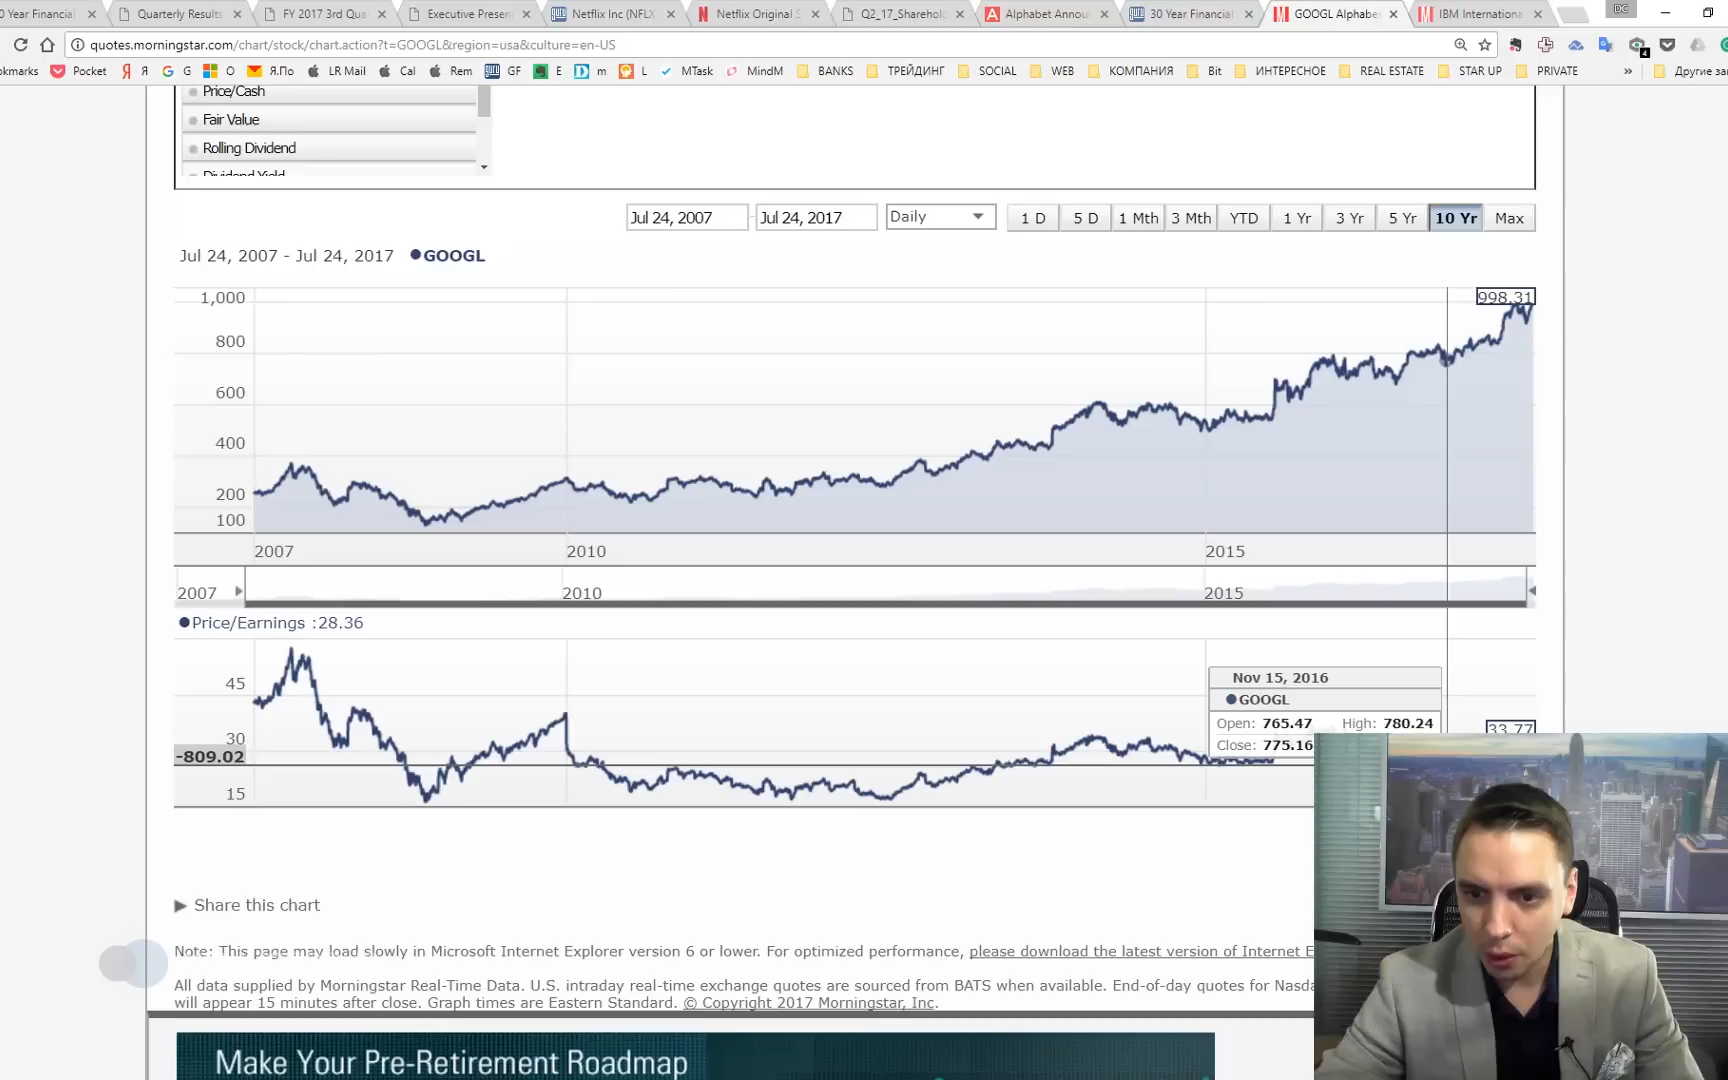 0 Year Financial
Quarterly Results
FY 2017 3rd Qua
Executive Presen
Netflix Inc (NFLX
Netflix Original S
Q2_17_Sharehol
Alphabet Annou
30 Year Financial
GOOGL Alphabe
IBM Internationa
DC
quotes.morningstar.com/chart/stock/chart.action?t=GOOGL&region=usa&culture=en-US
okmarks Pocket Я G O Я.По LR Mail Cal Rem GF E m L MTask MindM BANKS ТРЕЙДИНГ SOCIAL WEB КОМПАНИЯ Bit ИНТЕРЕСНОЕ REAL ESTATE STAR UP PRIVATE » Другие за
Price/Cash
Fair Value
Rolling Dividend
Dividend Yield
Jul 24, 2007 - Jul 24, 2017 Daily 1 D 5 D 1 Mth 3 Mth YTD 1 Yr 3 Yr 5 Yr 10 Yr Max
Jul 24, 2007 - Jul 24, 2017 GOOGL
1,000
998.31
800
600
400
200
100
2007 2010 2015
2007 2010 2015
Price/Earnings :28.36
45
30
-809.02
15
33.77
Nov 15, 2016
GOOGL
Open: 765.47 High: 780.24
Close: 775.16
Share this chart
Note: This page may load slowly in Microsoft Internet Explorer version 6 or lower. For optimized performance, please download the latest version of Internet E
All data supplied by Morningstar Real-Time Data. U.S. intraday real-time exchange quotes are sourced from BATS when available. End-of-day quotes for Nasda
will appear 15 minutes after close. Graph times are Eastern Standard. © Copyright 2017 Morningstar, Inc.
Make Your Pre-Retirement Roadmap